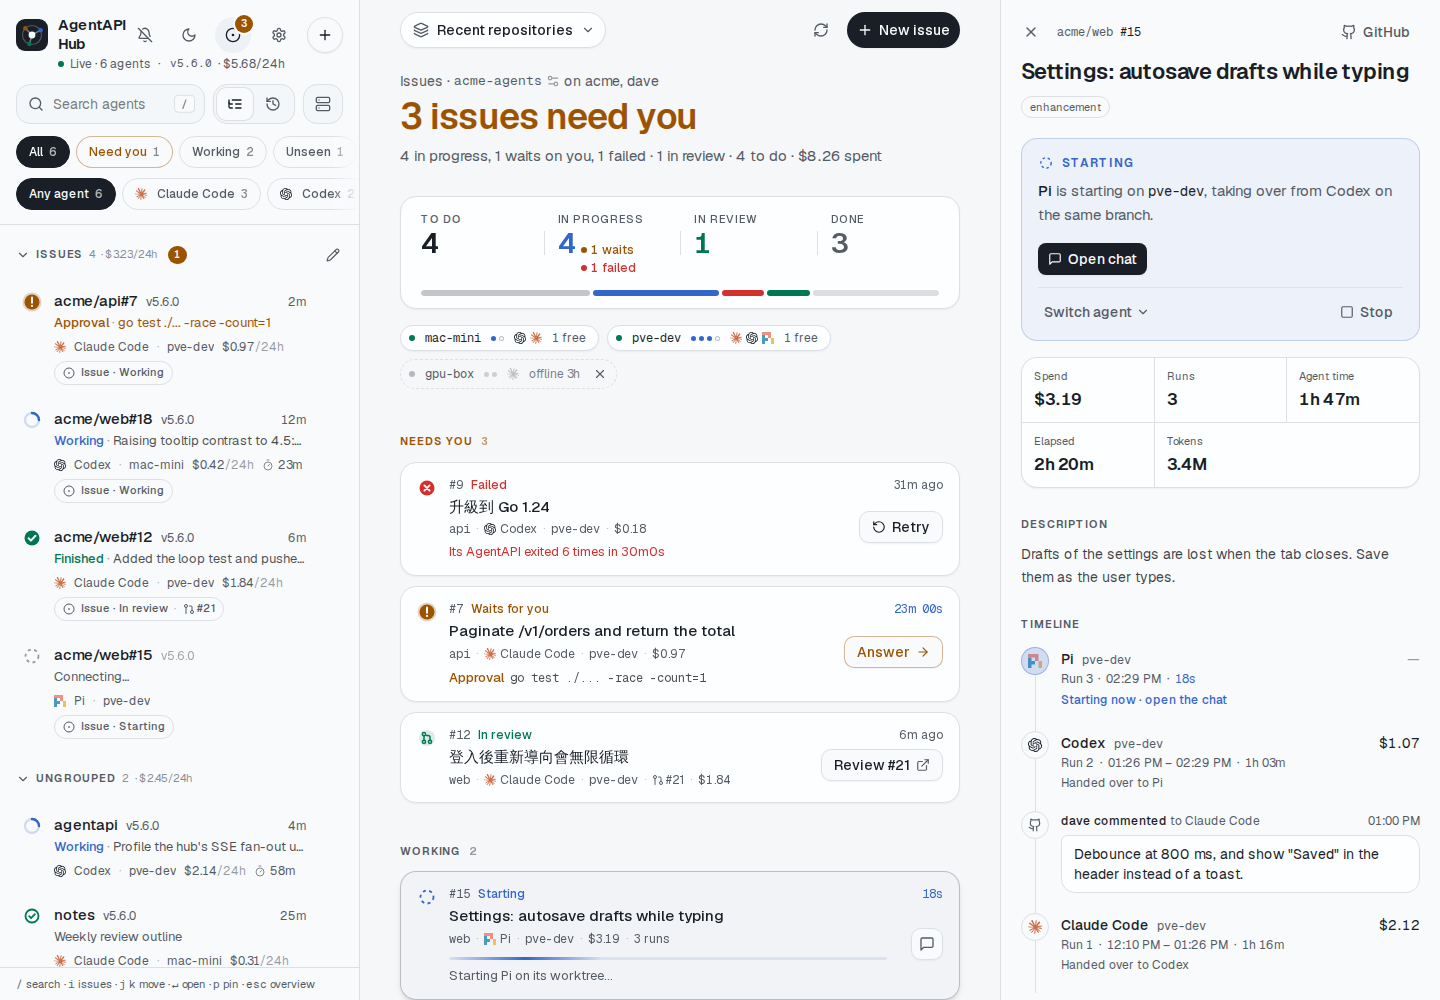 AgentAPI Hub
3
Live · 6 agents · v5.6.0 · $5.68/24h
Search agents /
All 6 Need you 1 Working 2 Unseen 1
Any agent 6 Claude Code 3 Codex 2
ISSUES 4 · $3.23/24h 1
acme/api#7 v5.6.0 2m
Approval · go test ./... -race -count=1
Claude Code · pve-dev $0.97/24h
Issue · Working
acme/web#18 v5.6.0 12m
Working · Raising tooltip contrast to 4.5:...
Codex · mac-mini $0.42/24h 23m
Issue · Working
acme/web#12 v5.6.0 6m
Finished · Added the loop test and pushe...
Claude Code · pve-dev $1.84/24h
Issue · In review · #21
acme/web#15 v5.6.0
Connecting...
Pi · pve-dev
Issue · Starting
UNGROUPED 2 · $2.45/24h
agentapi v5.6.0 4m
Working · Profile the hub's SSE fan-out u...
Codex · pve-dev $2.14/24h 58m
notes v5.6.0 25m
Weekly review outline
Claude Code · mac-mini $0.31/24h
/ search · i issues · j k move · ↵ open · p pin · esc overview
Recent repositories
New issue
Issues · acme-agents on acme, dave
3 issues need you
4 in progress, 1 waits on you, 1 failed · 1 in review · 4 to do · $8.26 spent
TO DO IN PROGRESS IN REVIEW DONE
4 4 1 waits 1 3
1 failed
mac-mini 1 free pve-dev 1 free
gpu-box offline 3h
NEEDS YOU 3
#9 Failed 31m ago
升級到 Go 1.24
api · Codex · pve-dev · $0.18
Retry
Its AgentAPI exited 6 times in 30m0s
#7 Waits for you 23m 00s
Paginate /v1/orders and return the total
api · Claude Code · pve-dev · $0.97
Answer
Approval go test ./... -race -count=1
#12 In review 6m ago
登入後重新導向會無限循環
web · Claude Code · pve-dev · #21 · $1.84
Review #21
WORKING 2
#15 Starting 18s
Settings: autosave drafts while typing
web · Pi · pve-dev · $3.19 · 3 runs
Starting Pi on its worktree...
acme/web #15 GitHub
Settings: autosave drafts while typing
enhancement
STARTING
Pi is starting on pve-dev, taking over from Codex on
the same branch.
Open chat
Switch agent Stop
Spend Runs Agent time
$3.19 3 1h 47m
Elapsed Tokens
2h 20m 3.4M
DESCRIPTION
Drafts of the settings are lost when the tab closes. Save
them as the user types.
TIMELINE
Pi pve-dev —
Run 3 · 02:29 PM · 18s
Starting now · open the chat
Codex pve-dev $1.07
Run 2 · 01:26 PM – 02:29 PM · 1h 03m
Handed over to Pi
dave commented to Claude Code 01:00 PM
Debounce at 800 ms, and show "Saved" in the
header instead of a toast.
Claude Code pve-dev $2.12
Run 1 · 12:10 PM – 01:26 PM · 1h 16m
Handed over to Codex